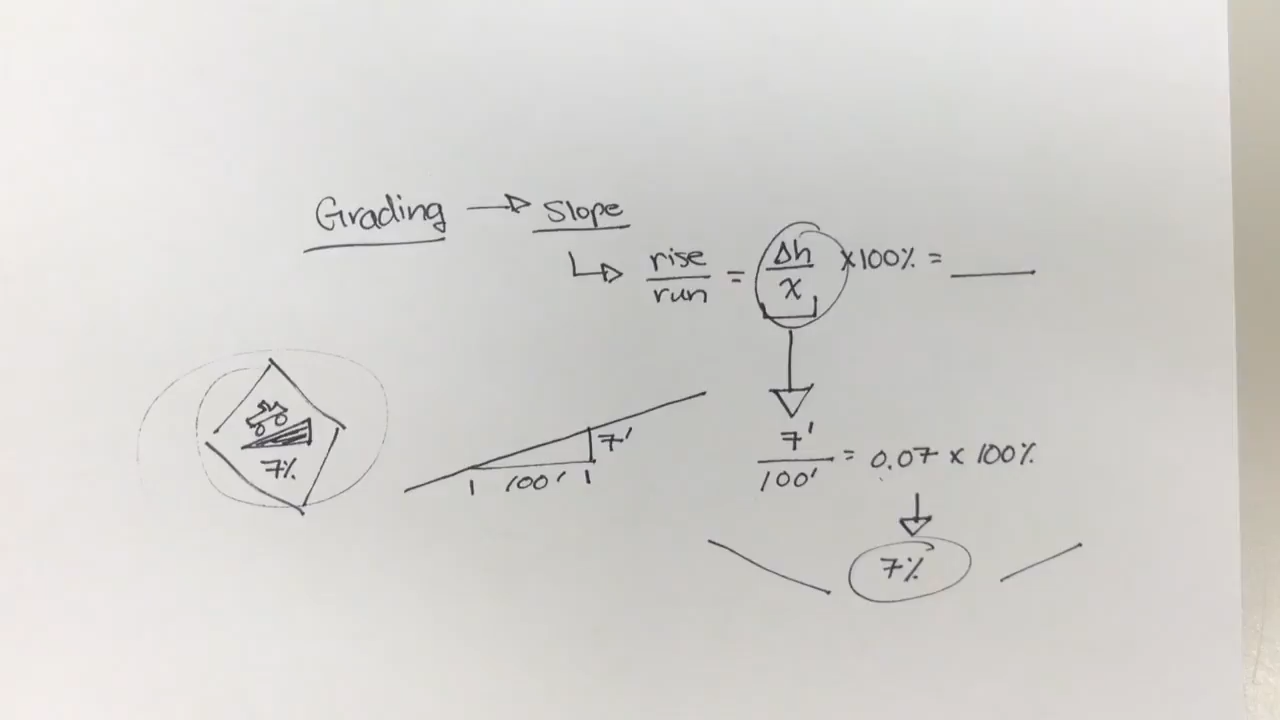 Grading → Slope
↳ rise/run = Δh/x ×100% = ____
7%
7'
100'
7'/100' = 0.07 × 100%
7%